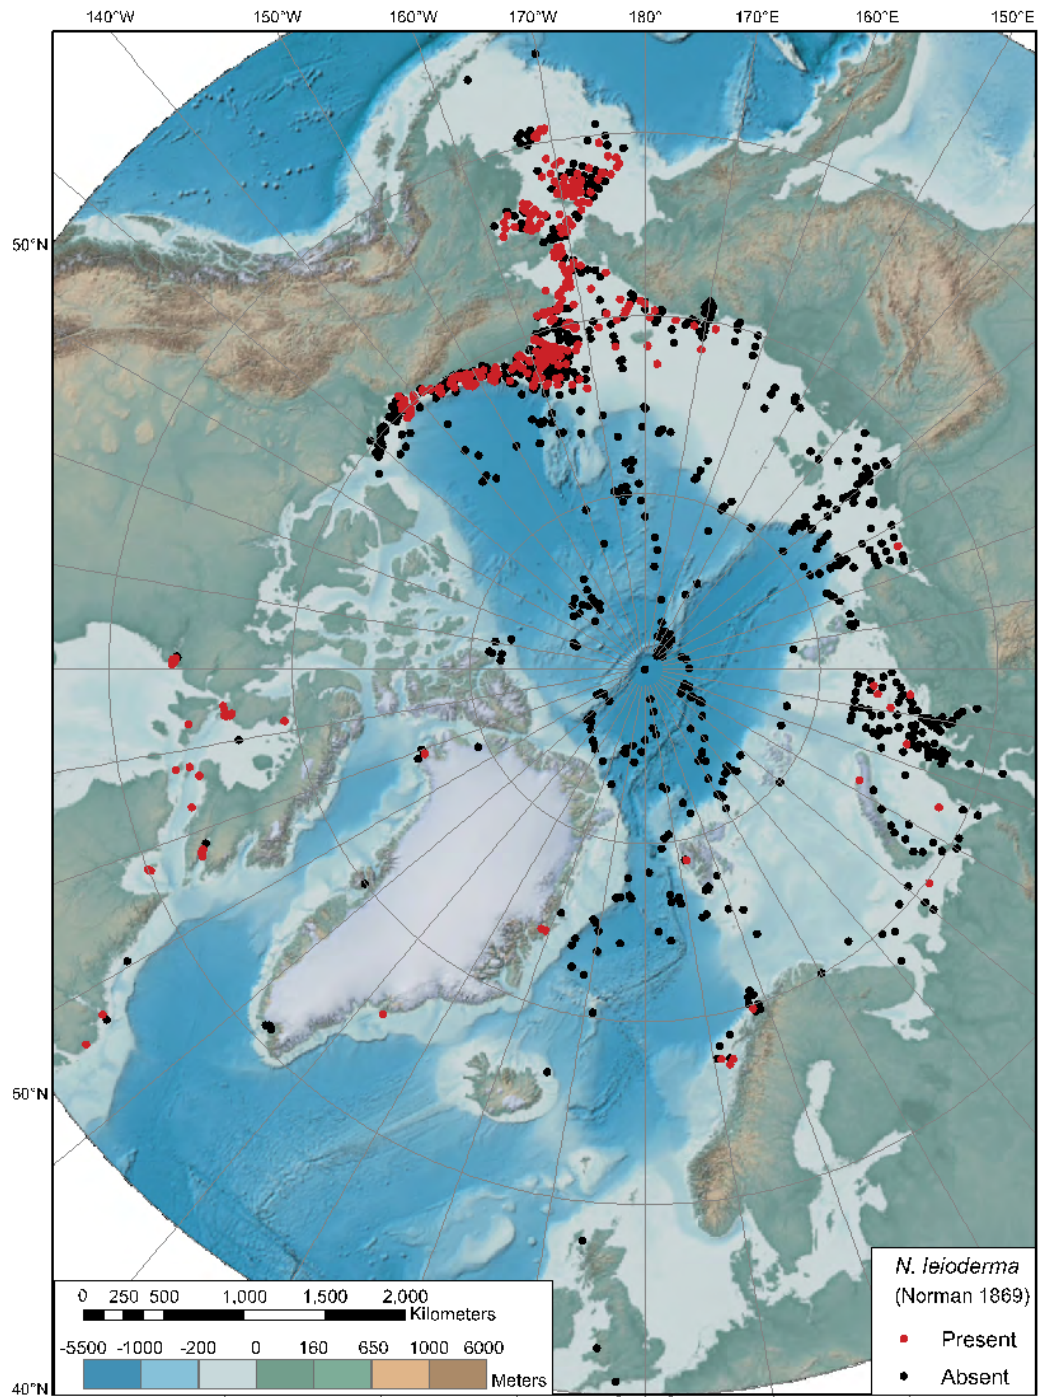 140°W 150°W 160°W 170°W 180° 170°E 160°E 150°E
50°N
50°N
40°N
0 250 500 1,000 1,500 2,000
Kilometers
-5500 -1000 -200 0 160 650 1000 6000
Meters
N. leioderma
(Norman 1869)
Present
Absent